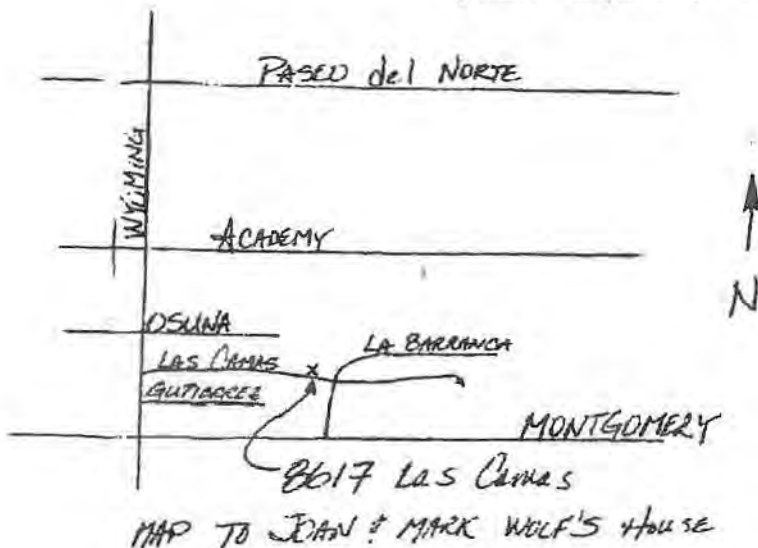 PASEO del NORTE
WYOMING
ACADEMY
N
OSUNA
LA BARRANCA
LAS CAMAS
GUTIERREZ
MONTGOMERY
8617 Las Camas
MAP TO JOAN & MARK WOLF'S HOUSE